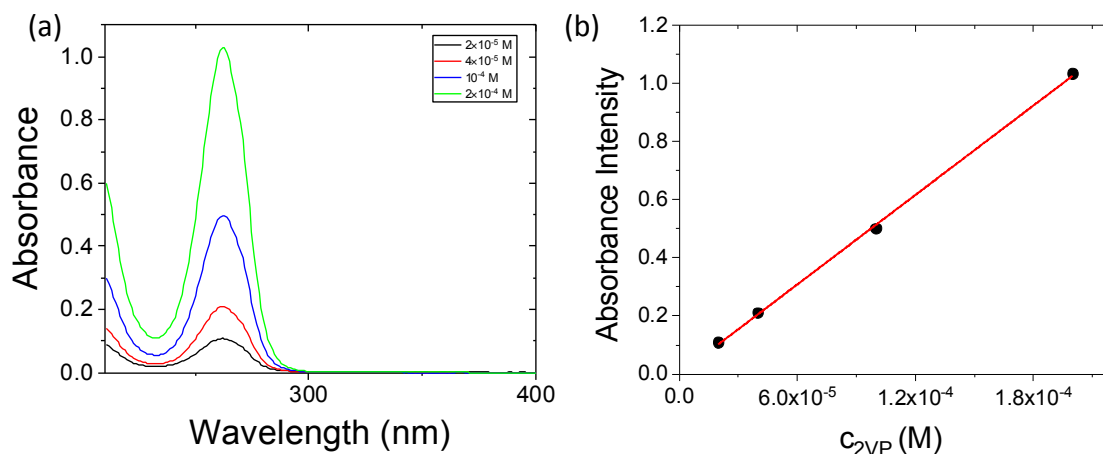 (a)
1.0
0.8
0.6
0.4
0.2
0.0
Absorbance
300
400
Wavelength (nm)
2×10⁻⁵ M
4×10⁻⁵ M
10⁻⁴ M
2×10⁻⁴ M
(b)
1.2
1.0
0.8
0.6
0.4
0.2
0.0
Absorbance Intensity
0.0
6.0x10⁻⁵
1.2x10⁻⁴
1.8x10⁻⁴
c₂VP (M)